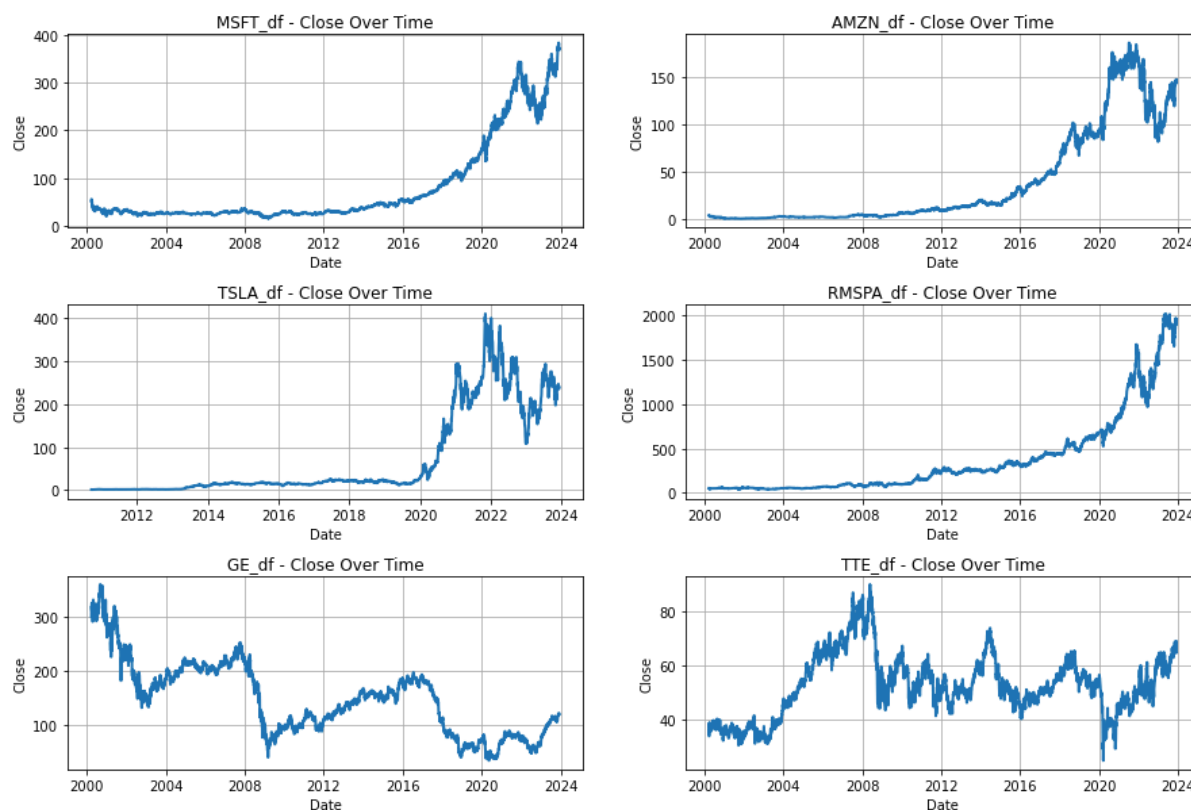 MSFT_df - Close Over Time
400
300
200
100
0
Close
2000 2004 2008 2012 2016 2020 2024
Date
AMZN_df - Close Over Time
150
100
50
0
Close
2000 2004 2008 2012 2016 2020 2024
Date
TSLA_df - Close Over Time
400
300
200
100
0
Close
2012 2014 2016 2018 2020 2022 2024
Date
RMSPA_df - Close Over Time
2000
1500
1000
500
0
Close
2000 2004 2008 2012 2016 2020 2024
Date
GE_df - Close Over Time
300
200
100
Close
2000 2004 2008 2012 2016 2020 2024
Date
TTE_df - Close Over Time
80
60
40
Close
2000 2004 2008 2012 2016 2020 2024
Date